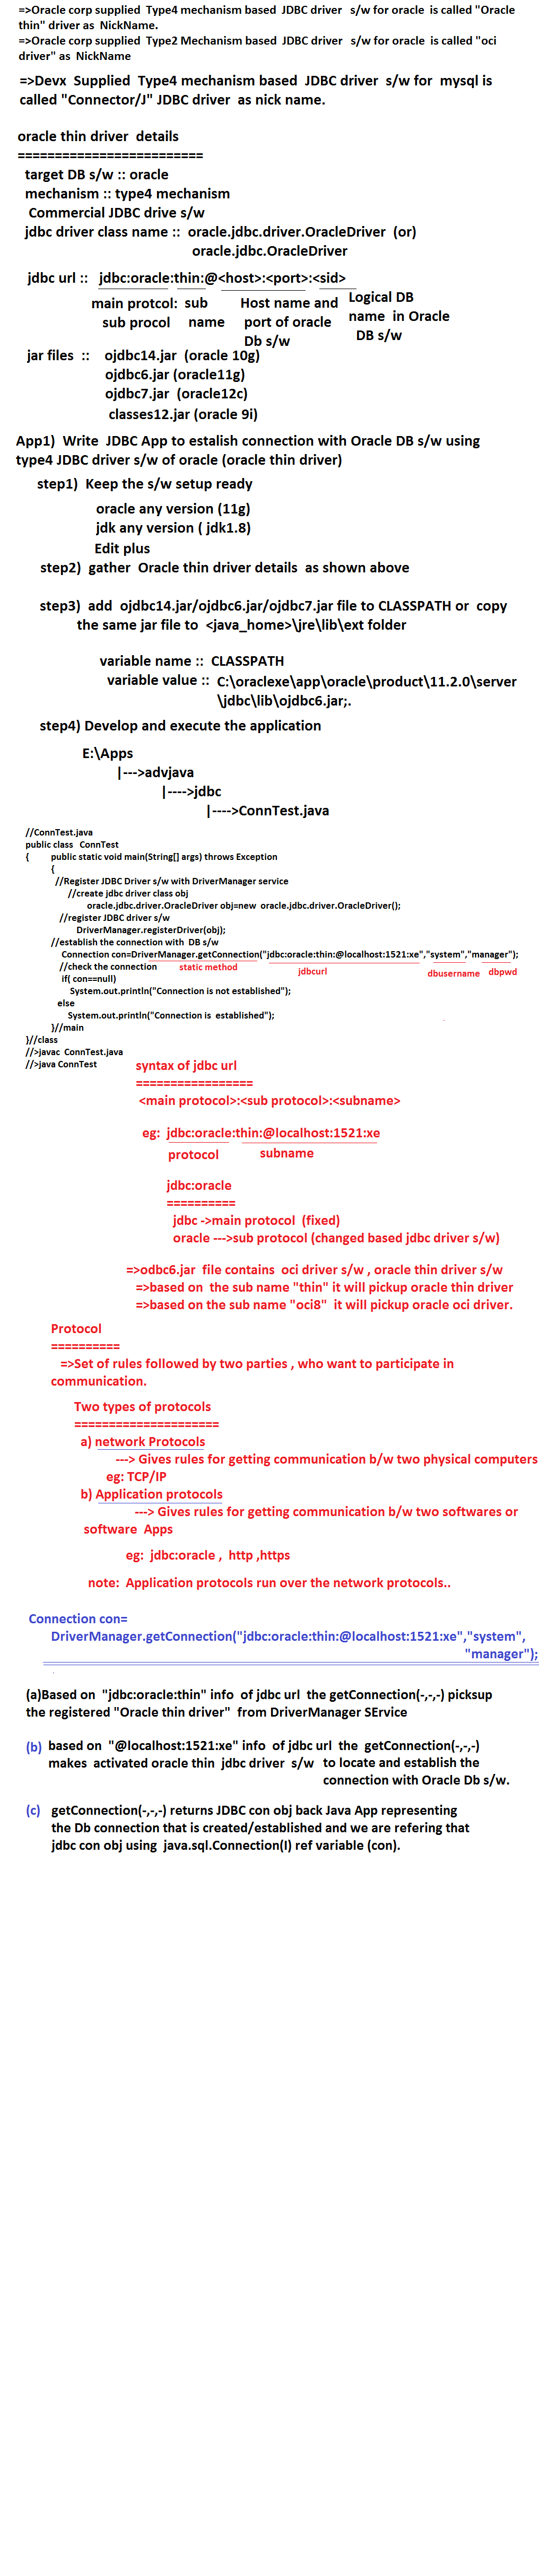 =>Oracle corp supplied Type4 mechanism based JDBC driver s/w for oracle is called "Oracle
thin" driver as NickName.
=>Oracle corp supplied Type2 Mechanism based JDBC driver s/w for oracle is called "oci
driver" as NickName
=>Devx Supplied Type4 mechanism based JDBC driver s/w for mysql is
called "Connector/J" JDBC driver as nick name.
oracle thin driver details
==========================
target DB s/w :: oracle
mechanism :: type4 mechanism
Commercial JDBC drive s/w
jdbc driver class name :: oracle.jdbc.driver.OracleDriver (or)
oracle.jdbc.OracleDriver
jdbc url :: jdbc:oracle:thin:@<host>:<port>:<sid>
main protcol: sub Host name and Logical DB
sub procol name port of oracle name in Oracle
Db s/w DB s/w
jar files :: ojdbc14.jar (oracle 10g)
ojdbc6.jar (oracle11g)
ojdbc7.jar (oracle12c)
classes12.jar (oracle 9i)
App1) Write JDBC App to estalish connection with Oracle DB s/w using
type4 JDBC driver s/w of oracle (oracle thin driver)
step1) Keep the s/w setup ready
oracle any version (11g)
jdk any version ( jdk1.8)
Edit plus
step2) gather Oracle thin driver details as shown above
step3) add ojdbc14.jar/ojdbc6.jar/ojdbc7.jar file to CLASSPATH or copy
the same jar file to <java_home>\jre\lib\ext folder
variable name :: CLASSPATH
variable value :: C:\oraclexe\app\oracle\product\11.2.0\server
\jdbc\lib\ojdbc6.jar;.
step4) Develop and execute the application
E:\Apps
|--->advjava
|---->jdbc
|---->ConnTest.java
//ConnTest.java
public class ConnTest
{ public static void main(String[] args) throws Exception
{
//Register JDBC Driver s/w with DriverManager service
//create jdbc driver class obj
oracle.jdbc.driver.OracleDriver obj=new oracle.jdbc.driver.OracleDriver();
//register JDBC driver s/w
DriverManager.registerDriver(obj);
//establish the connection with DB s/w
Connection con=DriverManager.getConnection("jdbc:oracle:thin:@localhost:1521:xe","system","manager");
//check the connection static method jdbcurl dbusername dbpwd
if( con==null)
System.out.println("Connection is not established");
else
System.out.println("Connection is established");
}//main
}//class
//>javac ConnTest.java
//>java ConnTest
syntax of jdbc url
=================
<main protocol>:<sub protocol>:<subname>
eg: jdbc:oracle:thin:@localhost:1521:xe
protocol subname
jdbc:oracle
==========
jdbc ->main protocol (fixed)
oracle --->sub protocol (changed based jdbc driver s/w)
=>odbc6.jar file contains oci driver s/w , oracle thin driver s/w
=>based on the sub name "thin" it will pickup oracle thin driver
=>based on the sub name "oci8" it will pickup oracle oci driver.
Protocol
==========
=>Set of rules followed by two parties , who want to participate in
communication.
Two types of protocols
=====================
a) network Protocols
---> Gives rules for getting communication b/w two physical computers
eg: TCP/IP
b) Application protocols
---> Gives rules for getting communication b/w two softwares or
software Apps
eg: jdbc:oracle , http ,https
note: Application protocols run over the network protocols..
Connection con=
DriverManager.getConnection("jdbc:oracle:thin:@localhost:1521:xe","system",
"manager");
(a)Based on "jdbc:oracle:thin" info of jdbc url the getConnection(-,-,-) picksup
the registered "Oracle thin driver" from DriverManager SErvice
(b) based on "@localhost:1521:xe" info of jdbc url the getConnection(-,-,-)
makes activated oracle thin jdbc driver s/w to locate and establish the
connection with Oracle Db s/w.
(c) getConnection(-,-,-) returns JDBC con obj back Java App representing
the Db connection that is created/established and we are refering that
jdbc con obj using java.sql.Connection(I) ref variable (con).